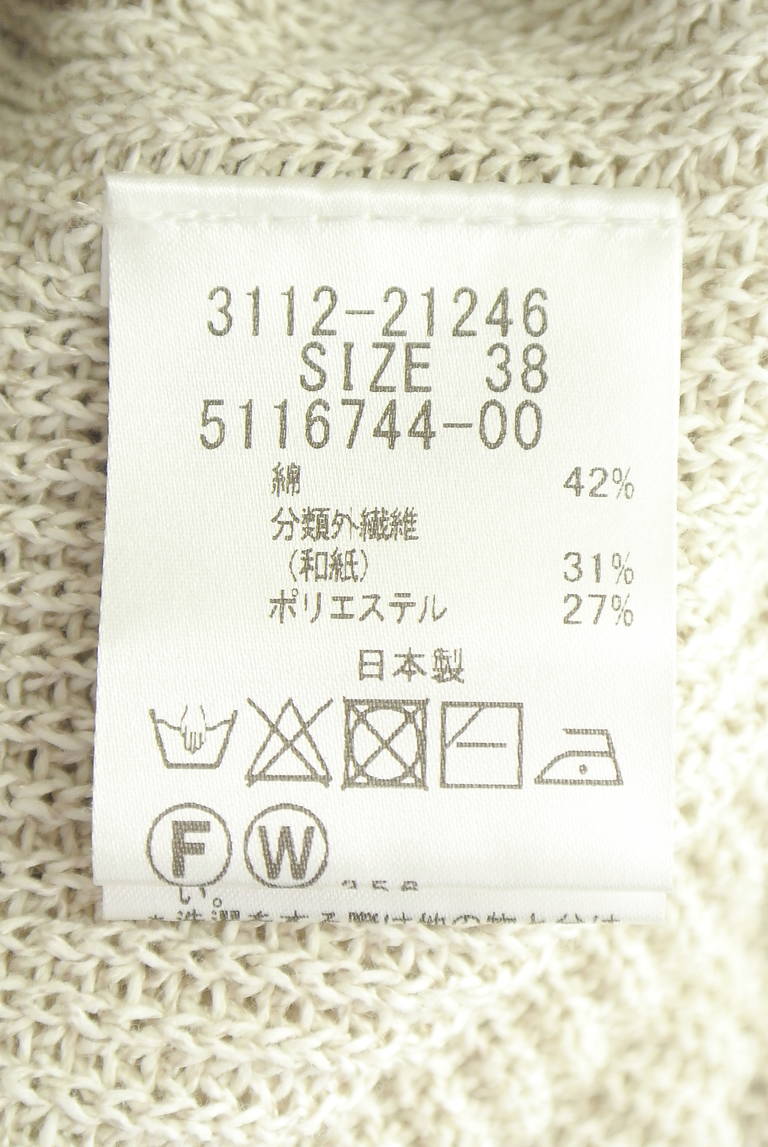 3112-21246
SIZE 38
5116744-00
綿 42%
分類外繊維
(和紙) 31%
ポリエステル 27%
日本製
F W
い。